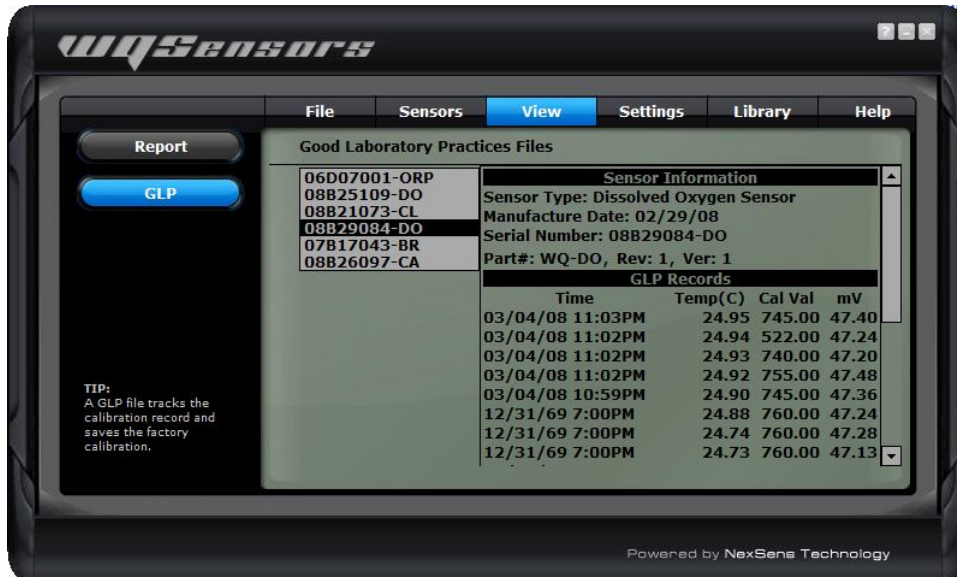 WQSensors
? - x
File Sensors View Settings Library Help
Report
GLP
TIP:
A GLP file tracks the
calibration record and
saves the factory
calibration.
Good Laboratory Practices Files
06D07001-ORP
08B25109-DO
08B21073-CL
08B29084-DO
07B17043-BR
08B26097-CA
Sensor Information
Sensor Type: Dissolved Oxygen Sensor
Manufacture Date: 02/29/08
Serial Number: 08B29084-DO
Part#: WQ-DO, Rev: 1, Ver: 1
GLP Records
Time Temp(C) Cal Val mV
03/04/08 11:03PM 24.95 745.00 47.40
03/04/08 11:02PM 24.94 522.00 47.24
03/04/08 11:02PM 24.93 740.00 47.20
03/04/08 11:02PM 24.92 755.00 47.48
03/04/08 10:59PM 24.90 745.00 47.36
12/31/69 7:00PM 24.88 760.00 47.24
12/31/69 7:00PM 24.74 760.00 47.28
12/31/69 7:00PM 24.73 760.00 47.13
Powered by NexSens Technology